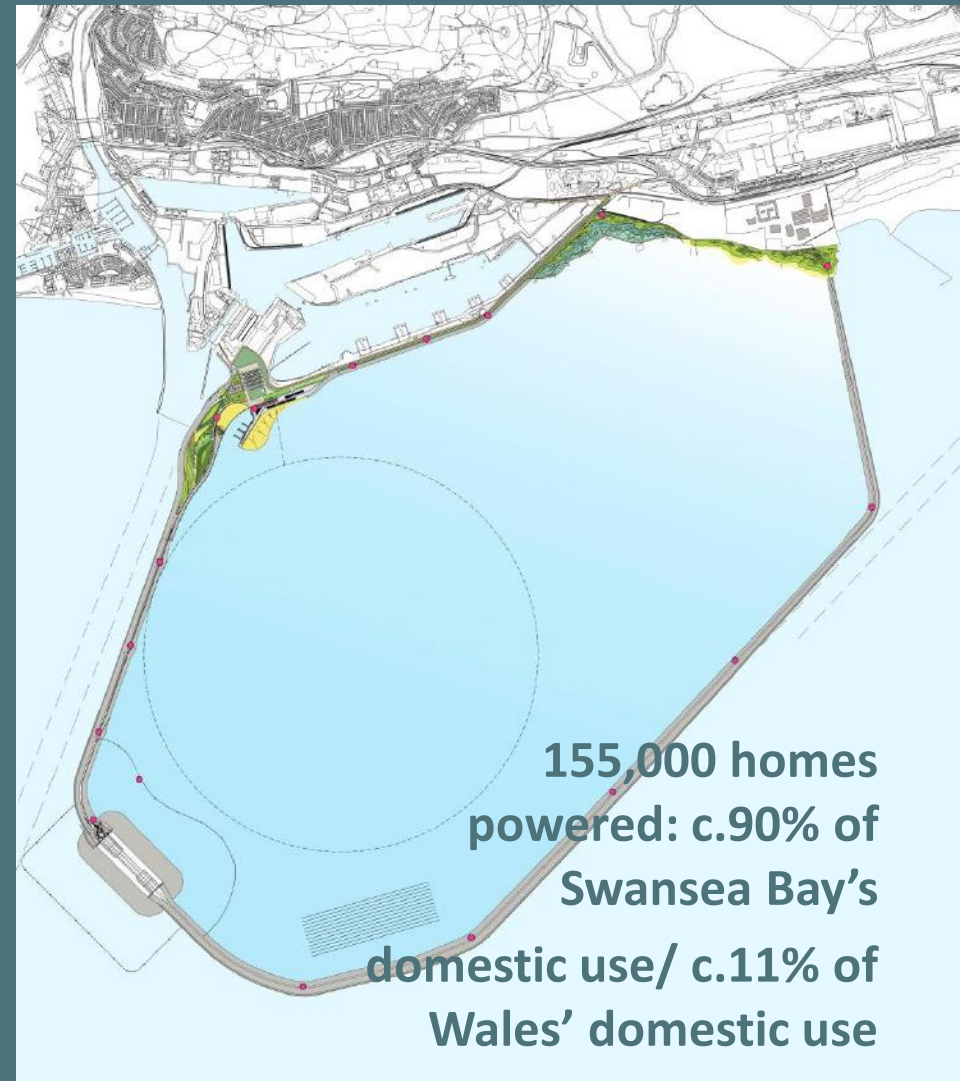 155,000 homes
powered: c.90% of
Swansea Bay’s
domestic use/ c.11% of
Wales’ domestic use